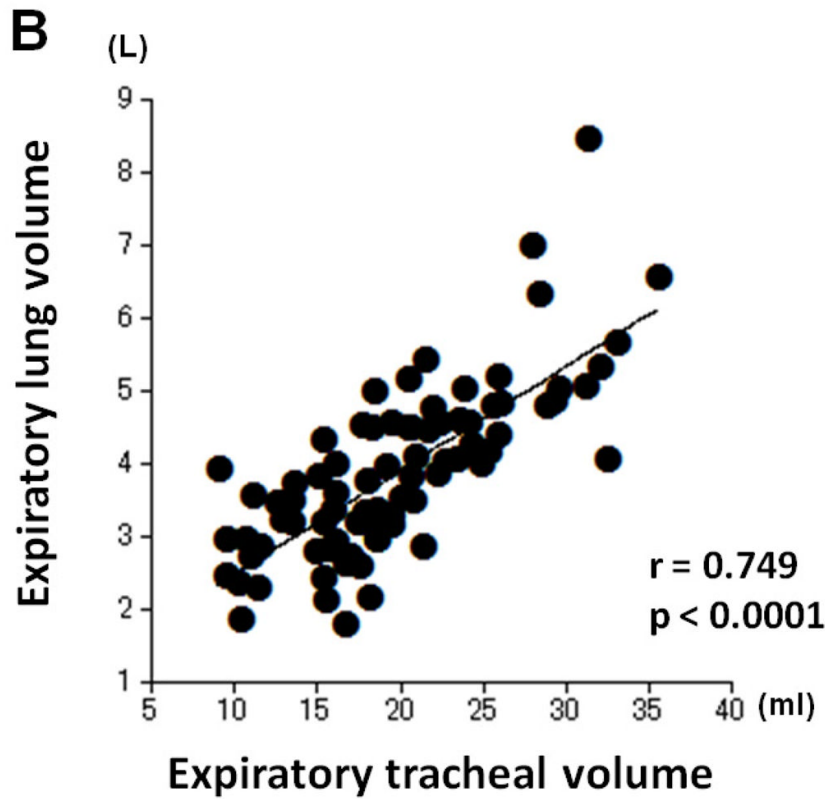 B
(L)
Expiratory lung volume
9
8
7
6
5
4
3
2
1
5 10 15 20 25 30 35 40 (ml)
r = 0.749
p < 0.0001
Expiratory tracheal volume